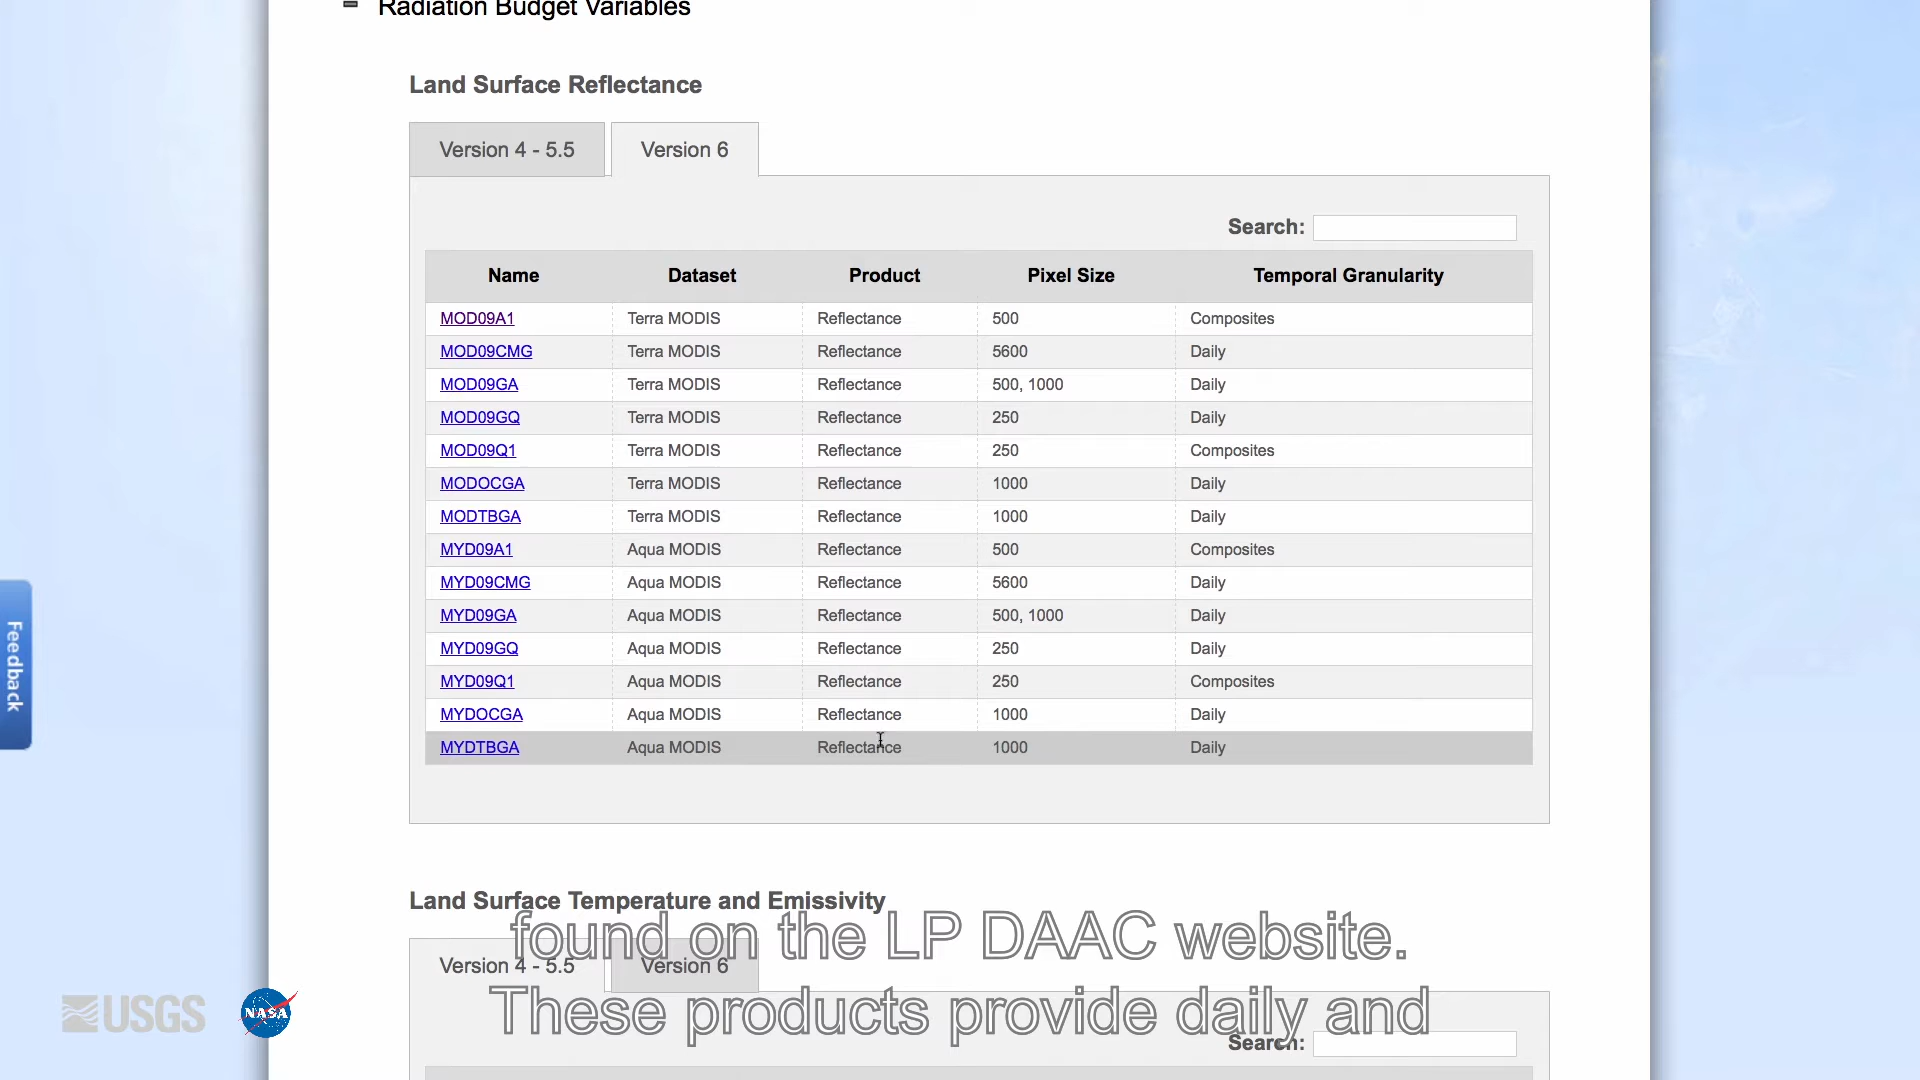 Radiation Budget Variables
Land Surface Reflectance
Version 4 - 5.5 Version 6
Search:
Name Dataset Product Pixel Size Temporal Granularity
MOD09A1 Terra MODIS Reflectance 500 Composites
MOD09CMG Terra MODIS Reflectance 5600 Daily
MOD09GA Terra MODIS Reflectance 500, 1000 Daily
MOD09GQ Terra MODIS Reflectance 250 Daily
MOD09Q1 Terra MODIS Reflectance 250 Composites
MODOCGA Terra MODIS Reflectance 1000 Daily
MODTBGA Terra MODIS Reflectance 1000 Daily
MYD09A1 Aqua MODIS Reflectance 500 Composites
MYD09CMG Aqua MODIS Reflectance 5600 Daily
MYD09GA Aqua MODIS Reflectance 500, 1000 Daily
MYD09GQ Aqua MODIS Reflectance 250 Daily
MYD09Q1 Aqua MODIS Reflectance 250 Composites
MYDOCGA Aqua MODIS Reflectance 1000 Daily
MYDTBGA Aqua MODIS Reflectance 1000 Daily
Feedback
Land Surface Temperature and Emissivity
found on the LP DAAC website.
Version 4 - 5.5 Version 6
These products provide daily and
Search:
USGS
NASA